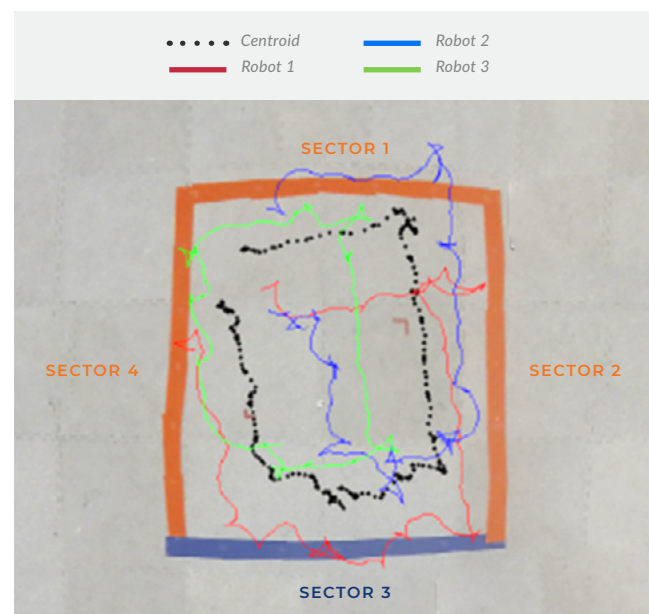 Centroid
Robot 2
Robot 1
Robot 3
SECTOR 1
SECTOR 4
SECTOR 2
SECTOR 3